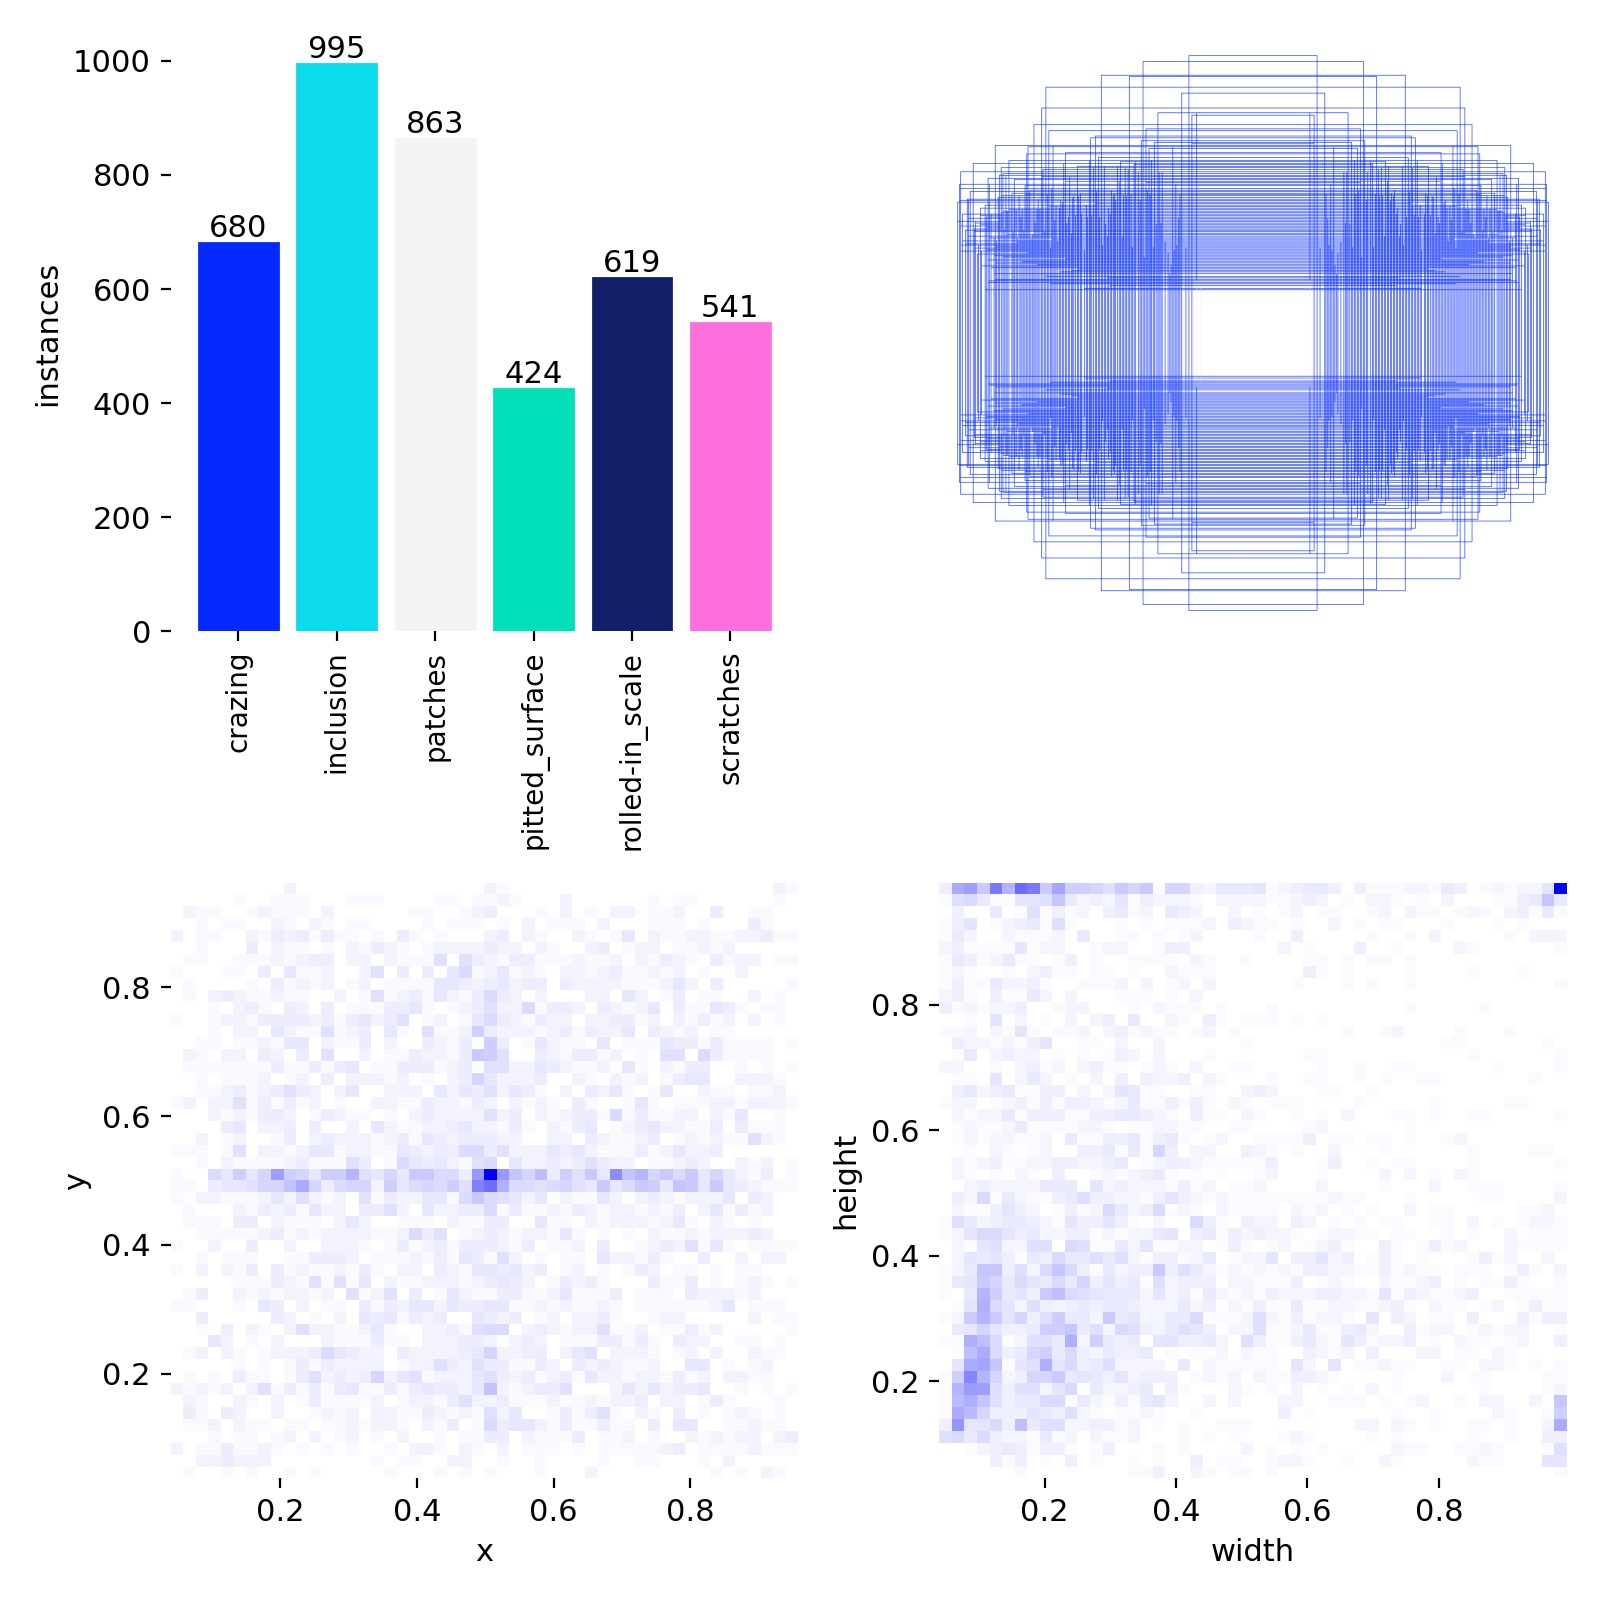 995
863
680
619
541
424
1000
800
600
400
200
0
instances
crazing
inclusion
patches
pitted_surface
rolled-in_scale
scratches
0.8
0.6
0.4
0.2
y
0.2 0.4 0.6 0.8
x
0.8
0.6
0.4
0.2
height
0.2 0.4 0.6 0.8
width